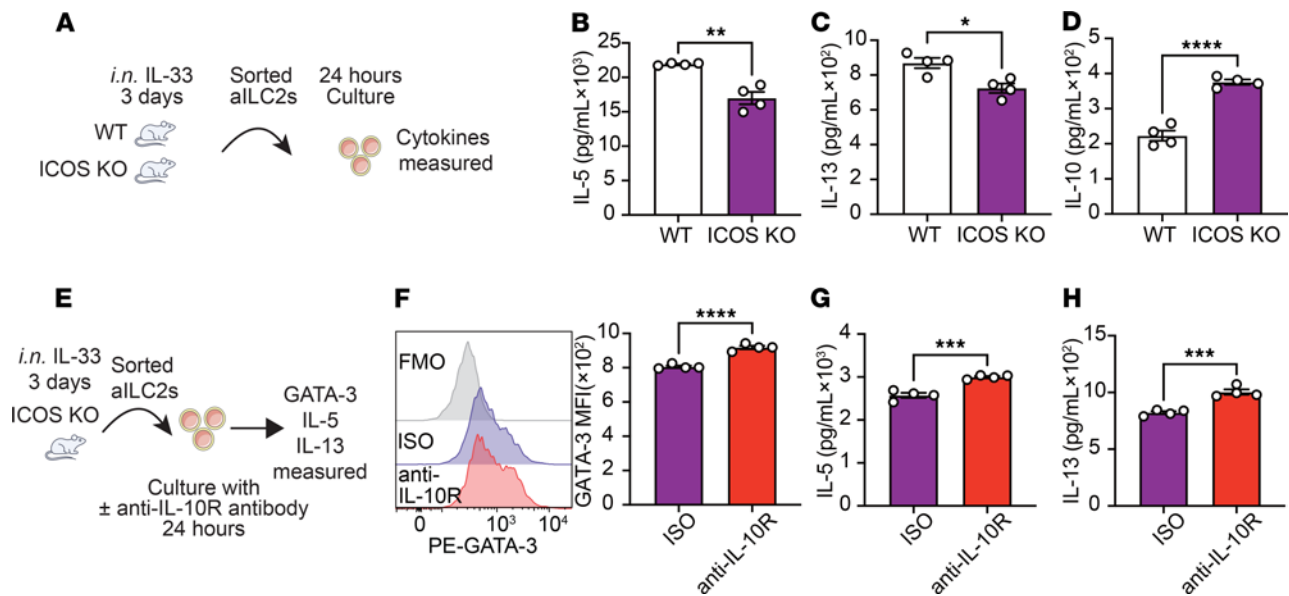 A
i.n. IL-33
3 days
WT
ICOS KO
Sorted
aILC2s
24 hours
Culture
Cytokines
measured
B
IL-5 (pg/mL×10³)
25
20
15
10
5
0
**
WT
ICOS KO
C
IL-13 (pg/mL×10²)
10
8
6
4
2
0
*
WT
ICOS KO
D
IL-10 (pg/mL×10²)
5
4
3
2
1
0
****
WT
ICOS KO
E
i.n. IL-33
3 days
ICOS KO
Sorted
aILC2s
GATA-3
IL-5
IL-13
measured
Culture with
± anti-IL-10R antibody
24 hours
F
FMO
ISO
anti-
IL-10R
0
10³
10⁴
PE-GATA-3
GATA-3 MFI(×10²)
10
8
6
4
2
0
****
ISO
anti-IL-10R
G
IL-5 (pg/mL×10³)
4
3
2
1
0
***
ISO
anti-IL-10R
H
IL-13 (pg/mL×10²)
15
10
5
0
***
ISO
anti-IL-10R